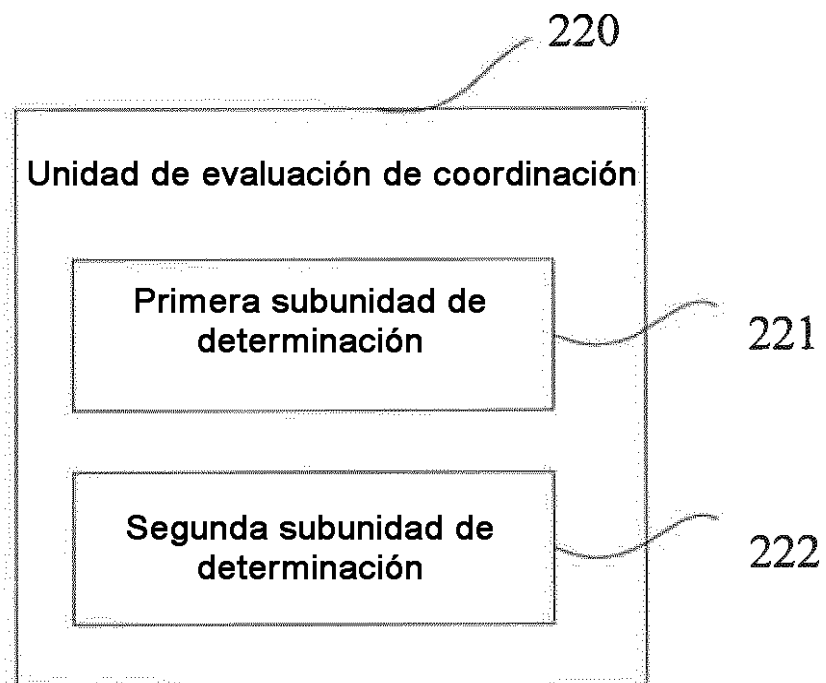 220
Unidad de evaluación de coordinación
Primera subunidad de
determinación
221
Segunda subunidad de
determinación
222